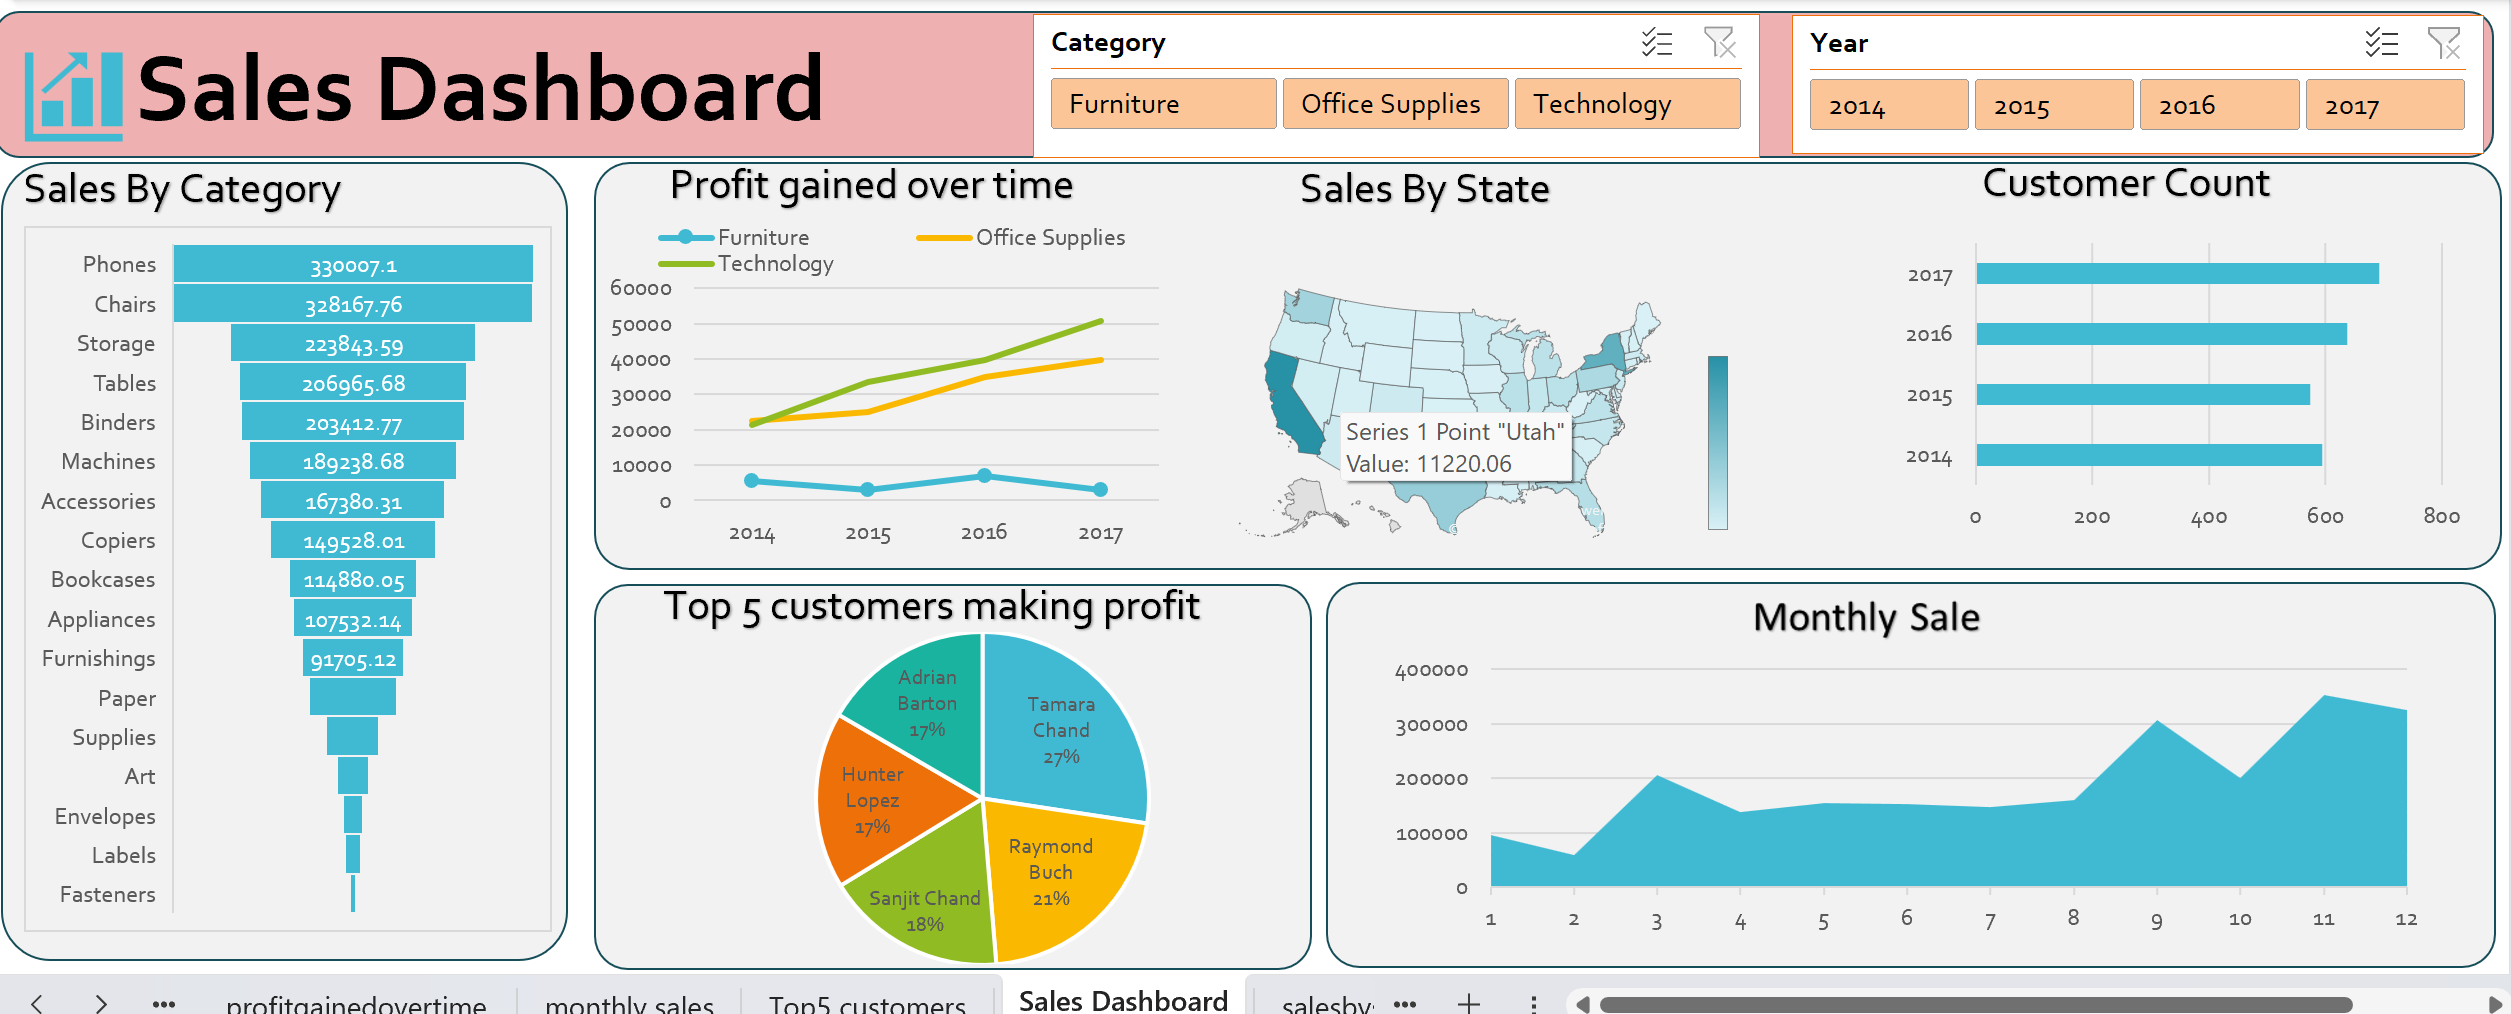 Sales Dashboard
Category
Furniture
Office Supplies
Technology
Year
2014
2015
2016
2017
Sales By Category
Phones 330007.1
Chairs 328167.76
Storage 223843.59
Tables 206965.68
Binders 203412.77
Machines 189238.68
Accessories 167380.31
Copiers 149528.01
Bookcases 114880.05
Appliances 107532.14
Furnishings 91705.12
Paper
Supplies
Art
Envelopes
Labels
Fasteners
Profit gained over time
Furniture
Office Supplies
Technology
60000
50000
40000
30000
20000
10000
0
2014 2015 2016 2017
Sales By State
Series 1 Point "Utah"
Value: 11220.06
©
Customer Count
2017
2016
2015
2014
0 200 400 600 800
Top 5 customers making profit
Adrian
Barton
17%
Tamara
Chand
27%
Hunter
Lopez
17%
Raymond
Buch
21%
Sanjit Chand
18%
Monthly Sale
400000
300000
200000
100000
0
1 2 3 4 5 6 7 8 9 10 11 12
profitgainedovertime
monthly sales
Top5 customers
Sales Dashboard